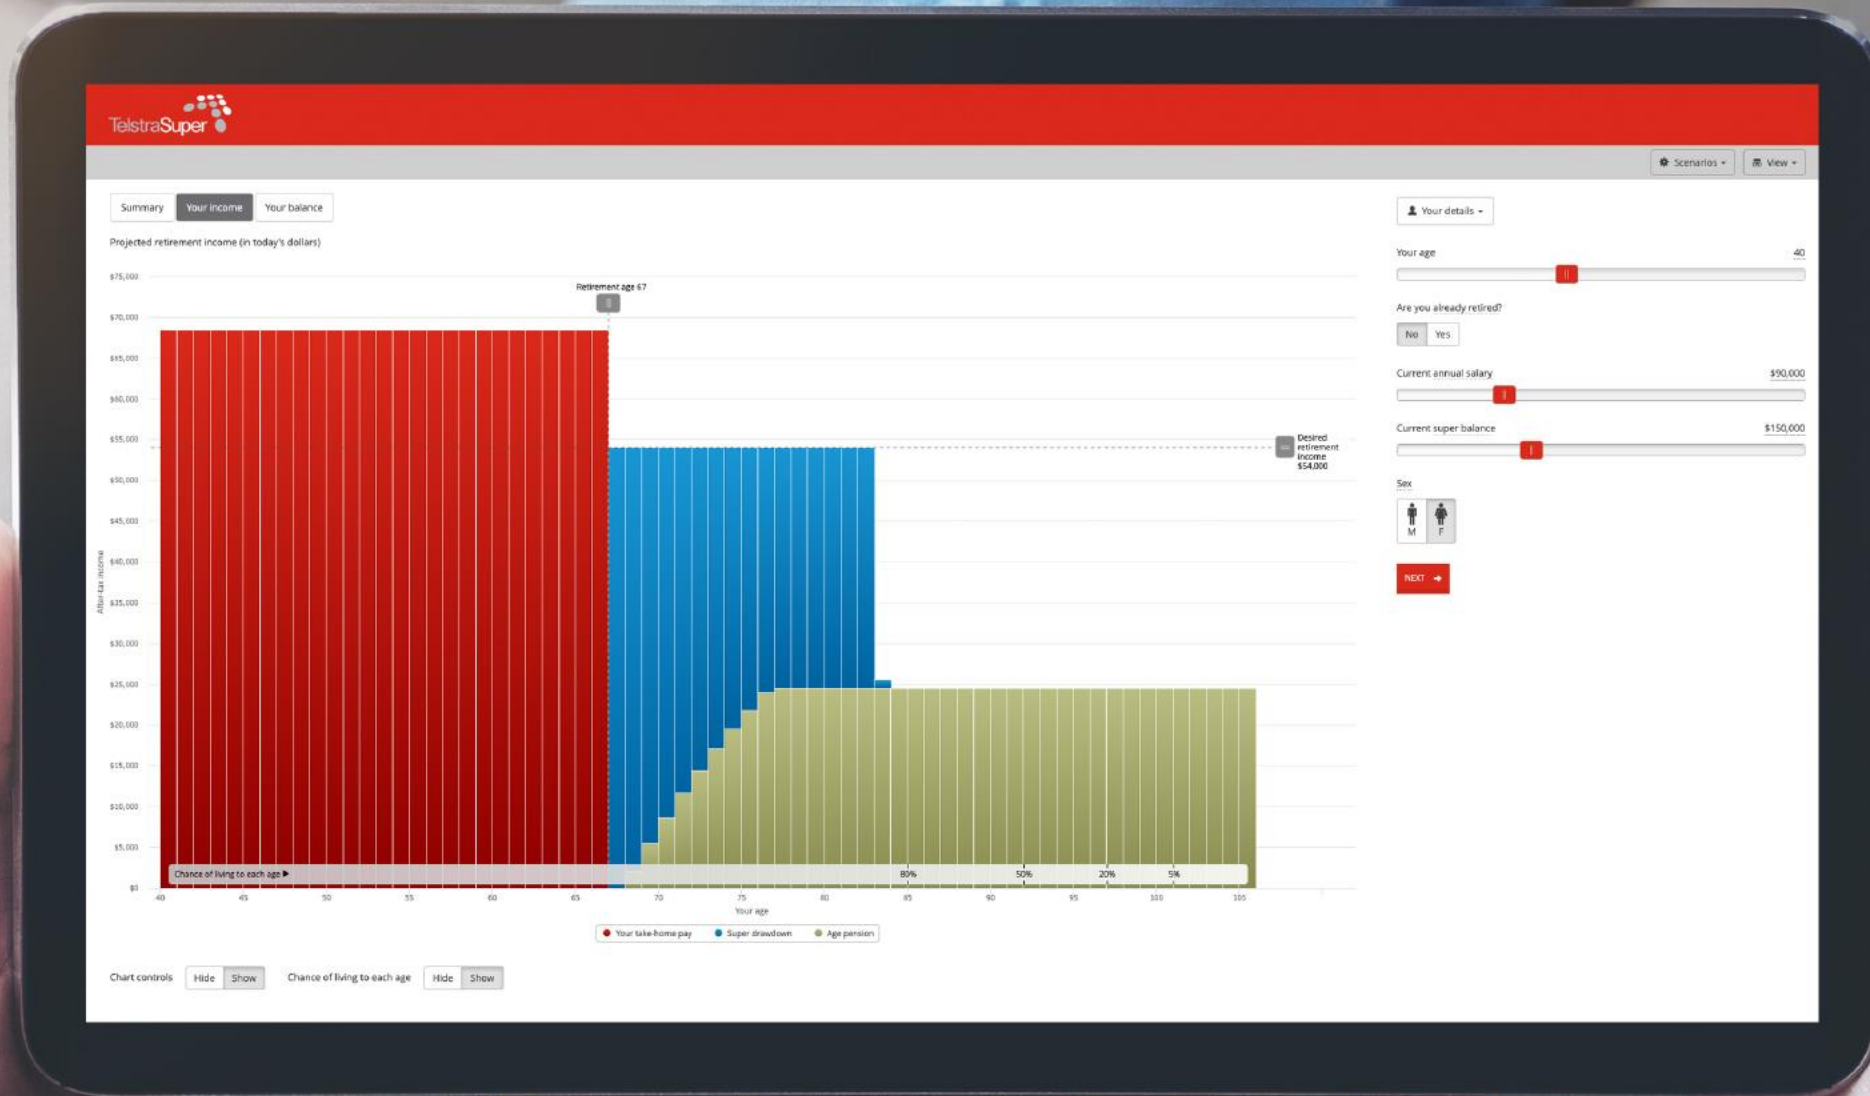 TelstraSuper
Scenarios
View
Summary
Your income
Your balance
Projected retirement income (in today's dollars)
$75,000
$70,000
$65,000
$60,000
$55,000
$50,000
$45,000
$40,000
$35,000
$30,000
$25,000
$20,000
$15,000
$10,000
$5,000
$0
After-tax income
Retirement age 67
Desired
retirement
income
$54,000
Chance of living to each age
80%
50%
20%
5%
40
45
50
55
60
65
70
75
80
85
90
95
100
105
Your age
Your take-home pay
Super drawdown
Age pension
Chart controls
Hide
Show
Chance of living to each age
Hide
Show
Your details
Your age
40
Are you already retired?
No
Yes
Current annual salary
$90,000
Current super balance
$150,000
Sex
M
F
NEXT